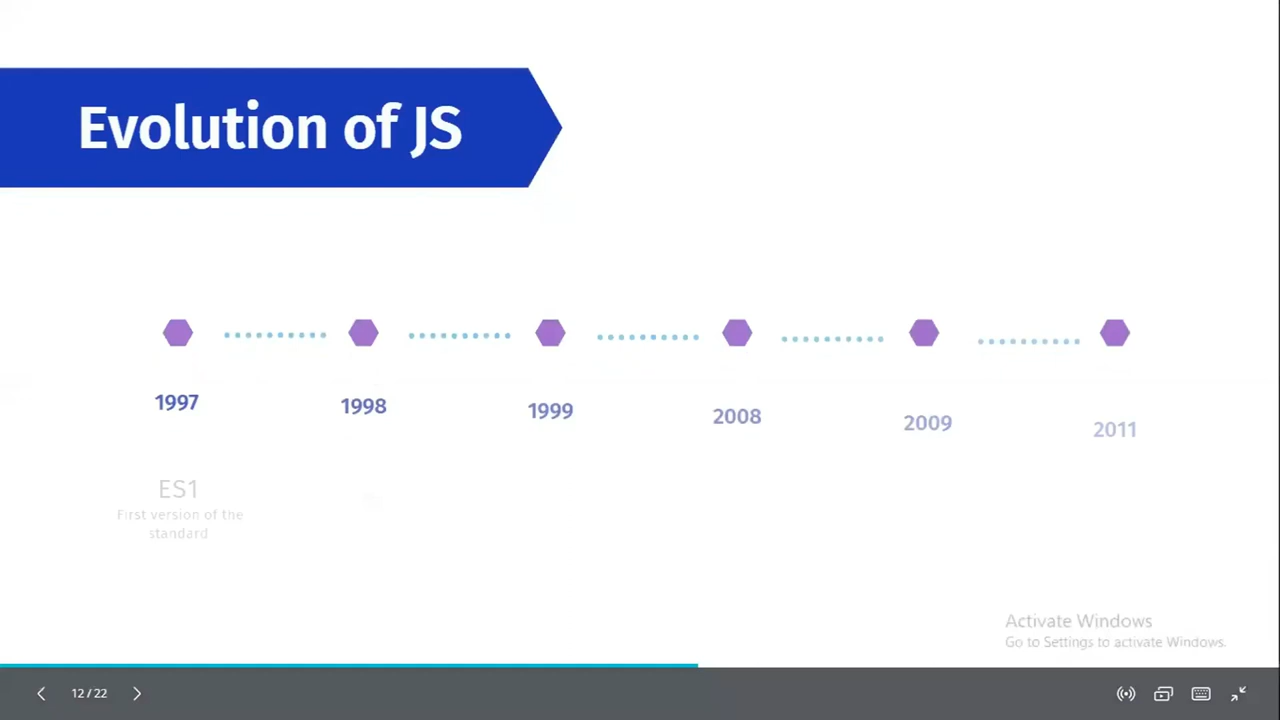 Evolution of JS
1997
1998
1999
2008
2009
2011
ES1
First version of the
standard
Activate Windows
Go to Settings to activate Windows.
12 / 22